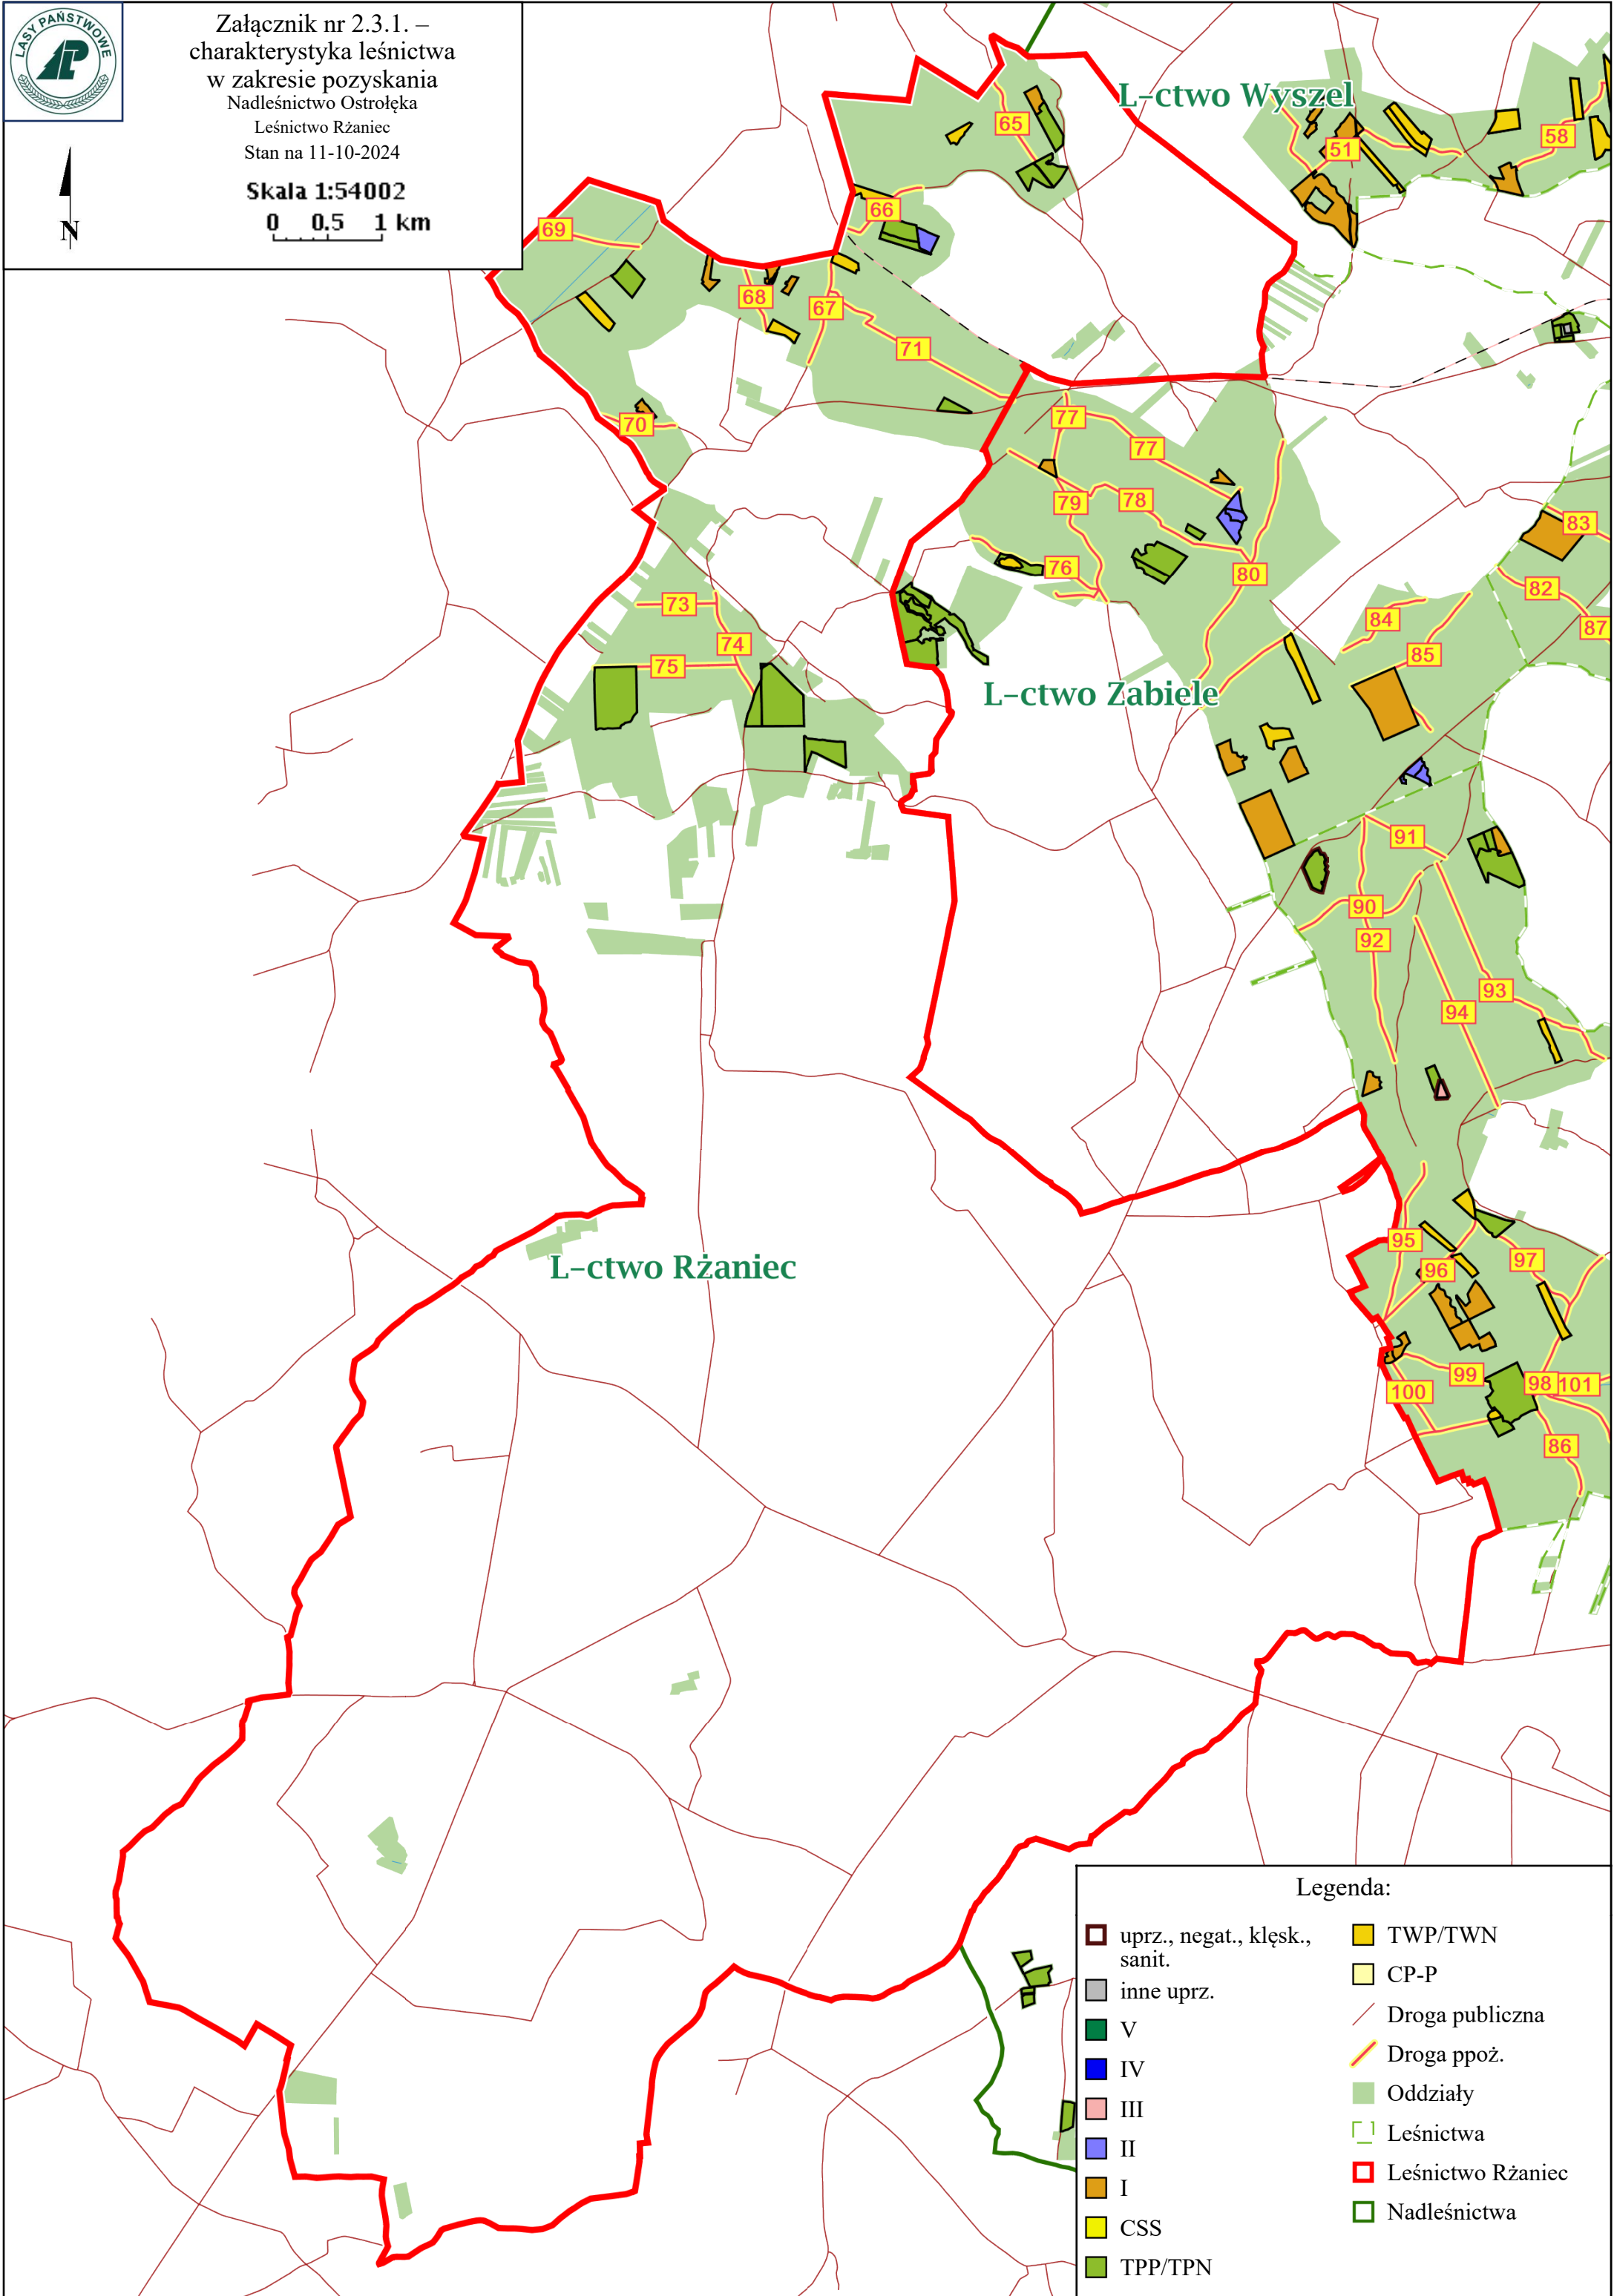 LASY PAŃSTWOWE
Załącznik nr 2.3.1. –
charakterystyka leśnictwa
w zakresie pozyskania
Nadleśnictwo Ostrołęka
Leśnictwo Rżaniec
Stan na 11-10-2024
Skala 1:54002
0 0.5 1 km
N
L-ctwo Wyszel
65
51
58
66
69
68
67
71
70
77
77
79
78
76
80
83
82
87
84
85
73
74
75
L-ctwo Zabiele
91
90
92
93
94
L-ctwo Rżaniec
95
96
97
99
98
101
100
86
Legenda:
uprz., negat., klęsk.,
sanit.
inne uprz.
V
IV
III
II
I
CSS
TPP/TPN
TWP/TWN
CP-P
Droga publiczna
Droga ppoż.
Oddziały
Leśnictwa
Leśnictwo Rżaniec
Nadleśnictwa